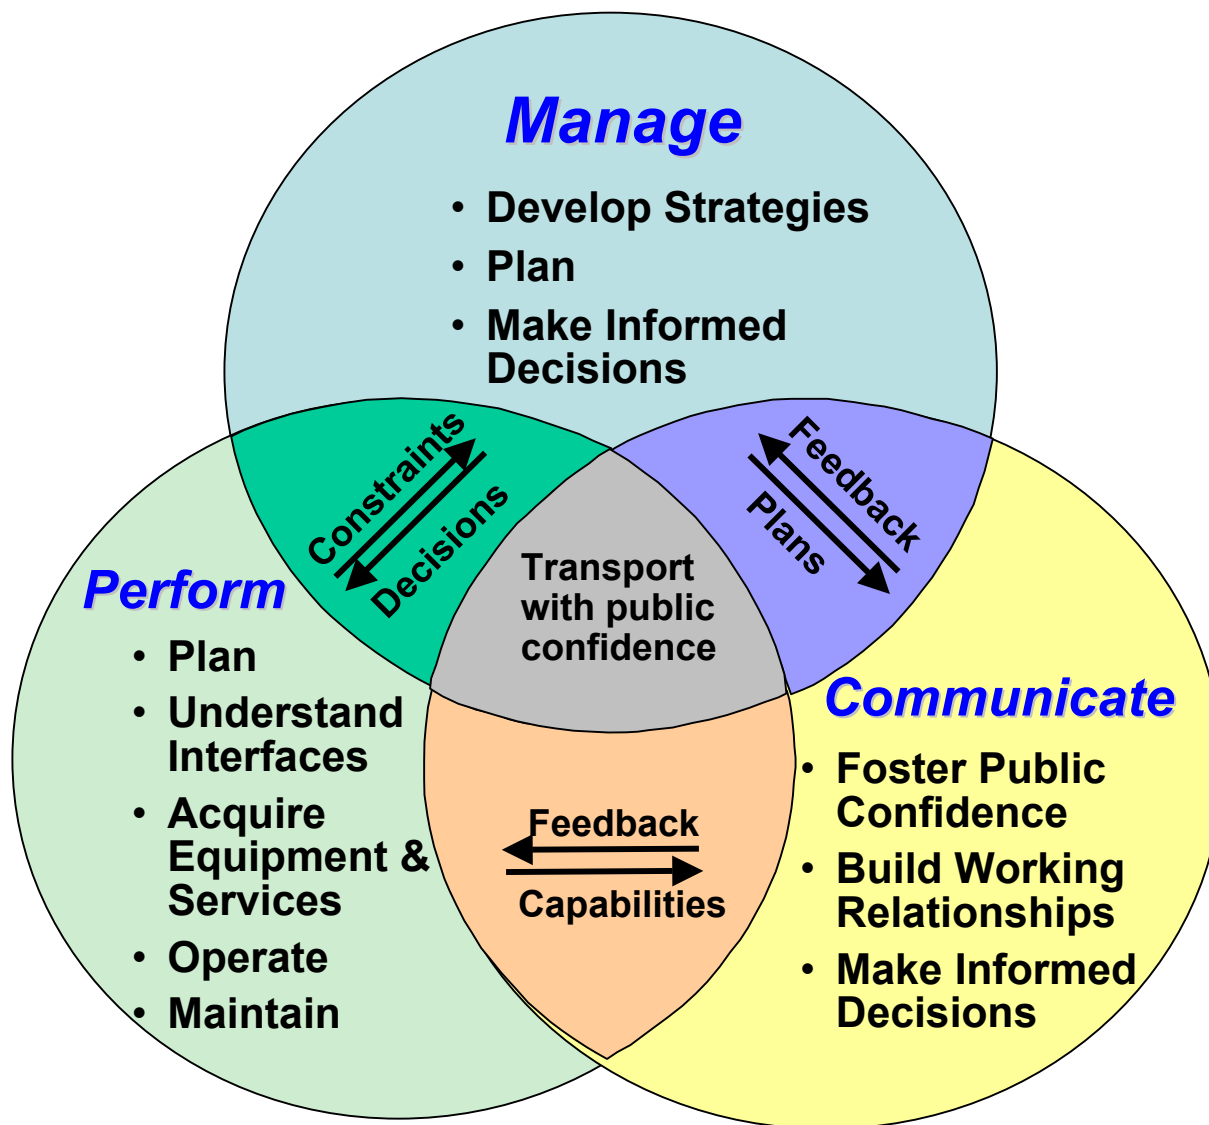 Manage
• Develop Strategies
• Plan
• Make Informed
Decisions
Constraints
Decisions
Feedback
Plans
Transport
with public
confidence
Perform
• Plan
• Understand
Interfaces
• Acquire
Equipment &
Services
• Operate
• Maintain
Feedback
Capabilities
Communicate
• Foster Public
Confidence
• Build Working
Relationships
• Make Informed
Decisions